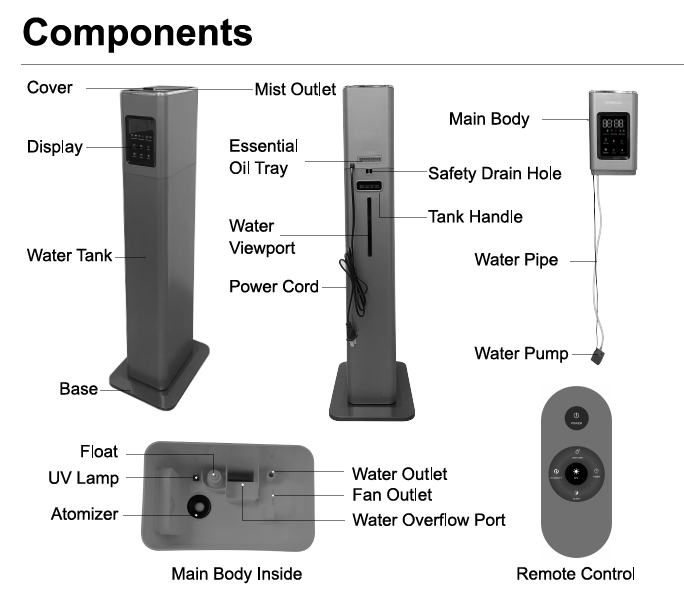 Components
Cover
Mist Outlet
Display
Water Tank
Base
Essential
Oil Tray
Safety Drain Hole
Tank Handle
Water
Viewport
Power Cord
Main Body
Water Pipe
Water Pump
Float
UV Lamp
Atomizer
Water Outlet
Fan Outlet
Water Overflow Port
Main Body Inside
POWER
Remote Control